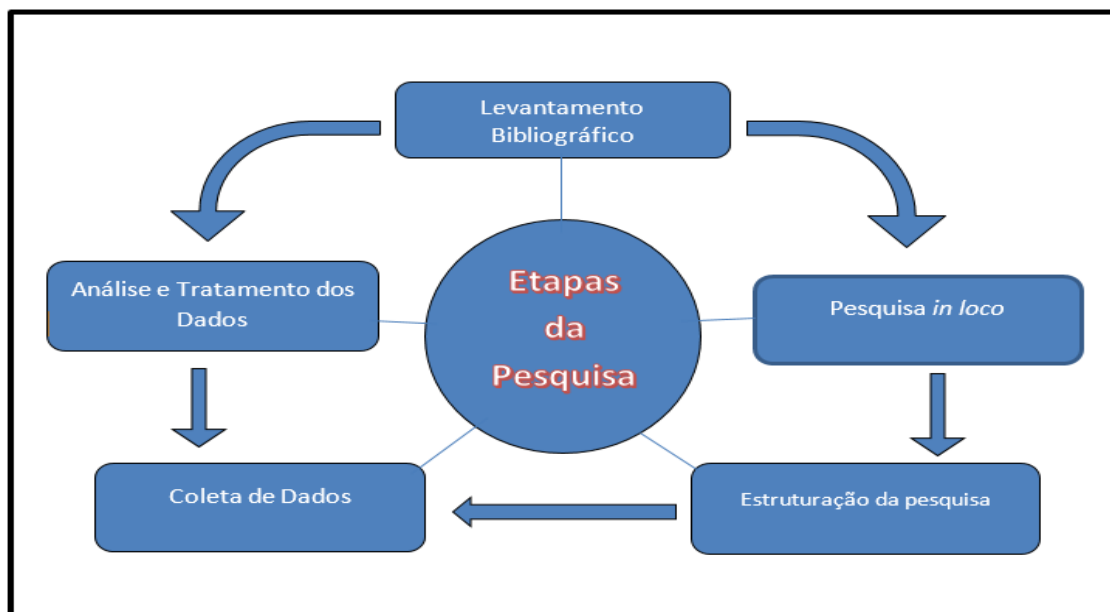 Levantamento
Bibliográfico
Etapas
da
Pesquisa
Análise e Tratamento dos
Dados
Pesquisa in loco
Coleta de Dados
Estruturação da pesquisa